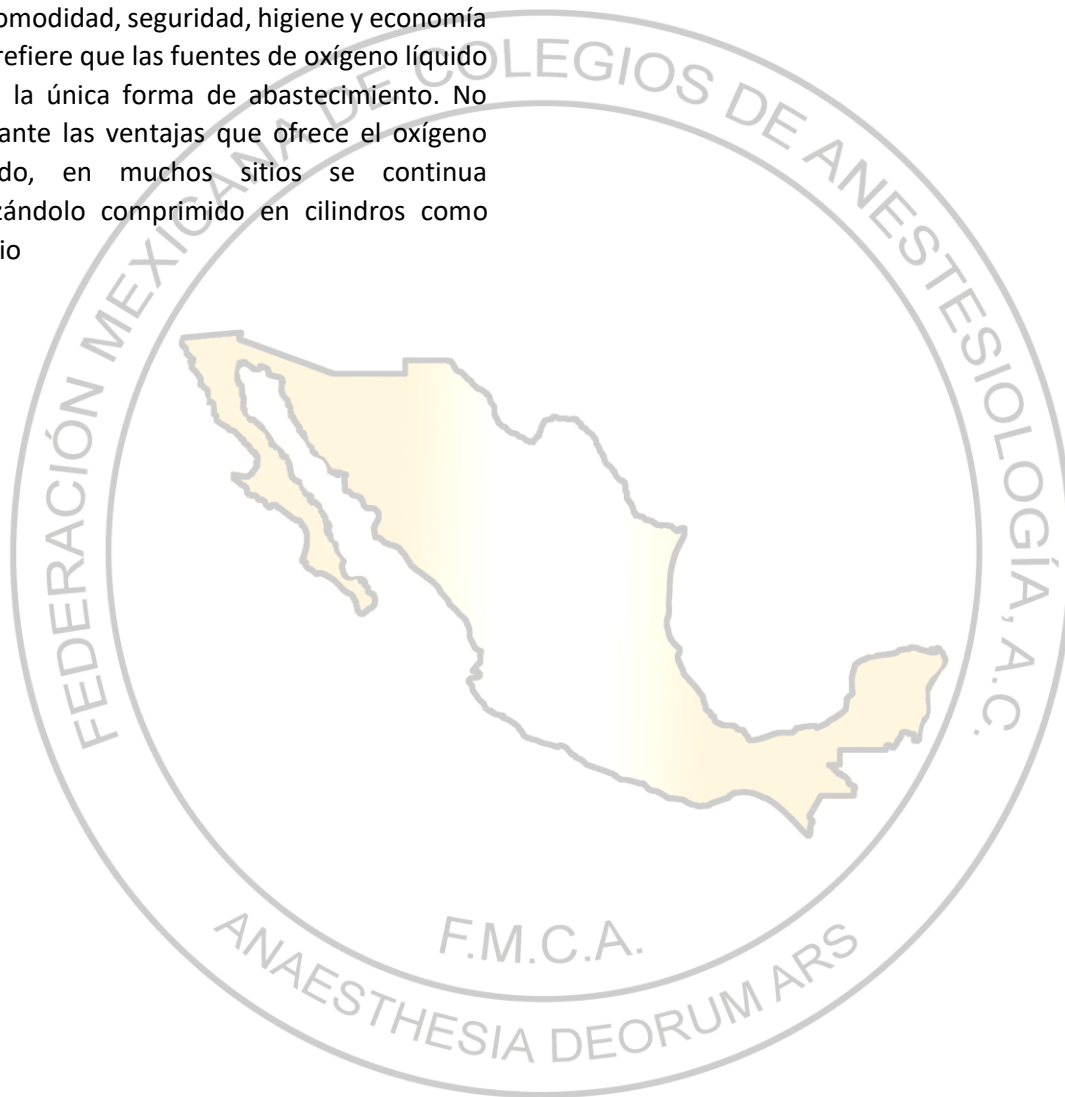 omodidad, seguridad, higiene y economía
refiere que las fuentes de oxígeno líquido
la única forma de abastecimiento. No
ante las ventajas que ofrece el oxígeno
do, en muchos sitios se continua
zándolo comprimido en cilindros como
io
FEDERACIÓN MEXICANA DE COLEGIOS DE ANESTESIOLOGÍA, A.C.
F.M.C.A.
ANAESTHESIA DEORUM ARS